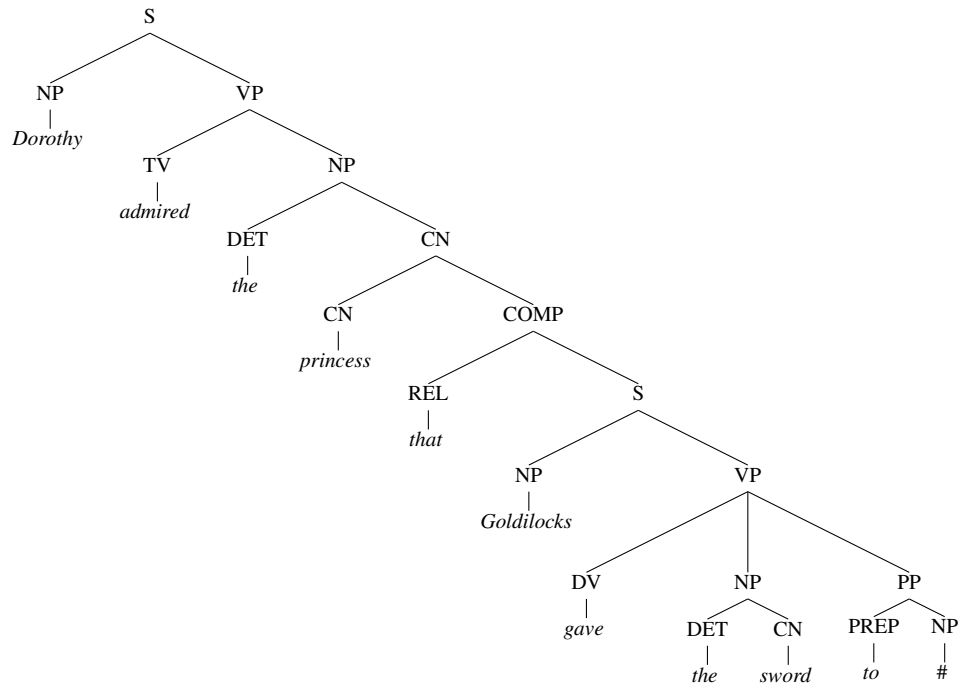 S
NP VP
Dorothy
TV NP
admired
DET CN
the
CN COMP
princess
REL S
that
NP VP
Goldilocks
DV NP PP
gave DET CN PREP NP
the sword to #